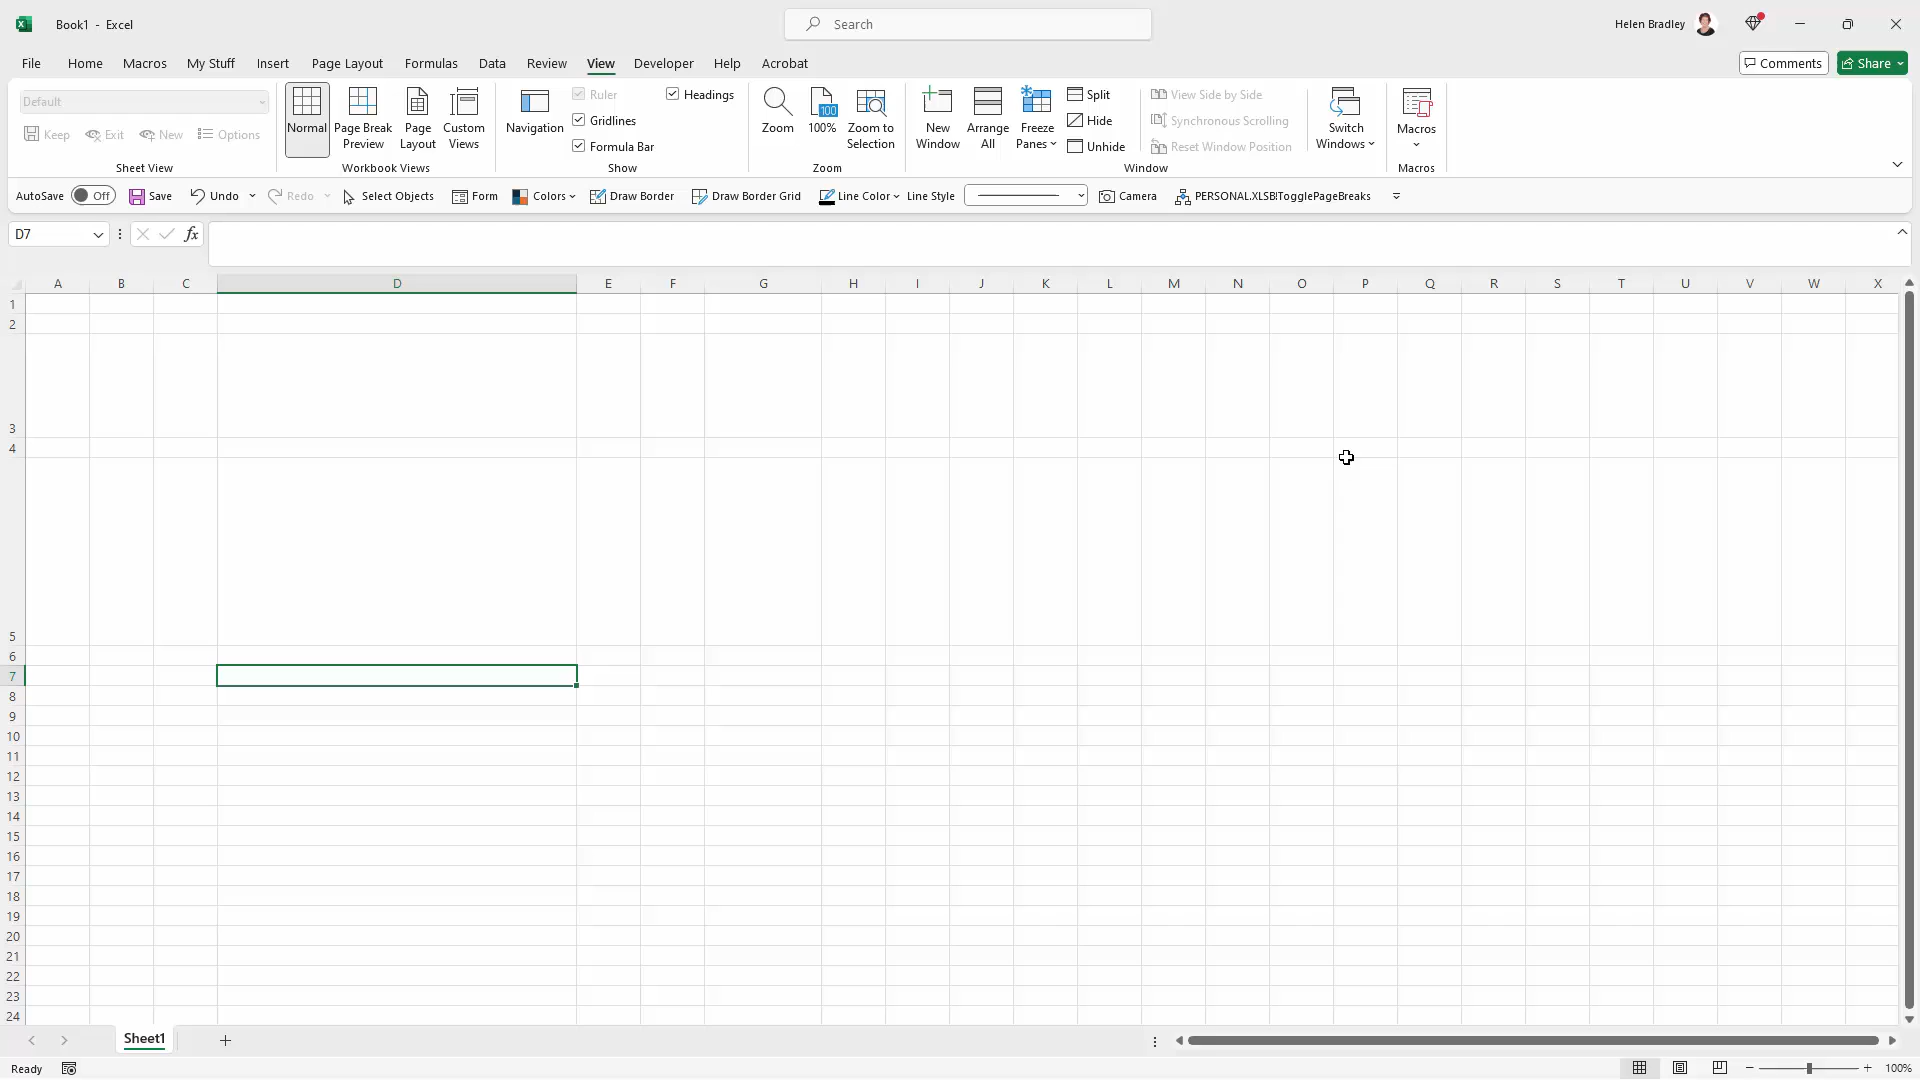 Book1 - Excel
Search
Helen Bradley
File Home Macros My Stuff Insert Page Layout Formulas Data Review View Developer Help Acrobat
Comments Share
Default
Keep Exit New Options
Sheet View
Normal
Page Break Preview
Page Layout
Custom Views
Workbook Views
Navigation
Ruler
Gridlines
Formula Bar
Headings
Show
Zoom
100
100%
Zoom to Selection
Zoom
New Window
Arrange All
Freeze Panes
Split
Hide
Unhide
View Side by Side
Synchronous Scrolling
Reset Window Position
Window
Switch Windows
Macros
Macros
AutoSave Off Save Undo Redo Select Objects Form Colors Draw Border Draw Border Grid Line Color Line Style Camera PERSONAL.XLSB!TogglePageBreaks
D7 fx
A B C D E F G H I J K L M N O P Q R S T U V W X
1
2
3
4
5
6
7
8
9
10
11
12
13
14
15
16
17
18
19
20
21
22
23
24
Sheet1
Ready 100%